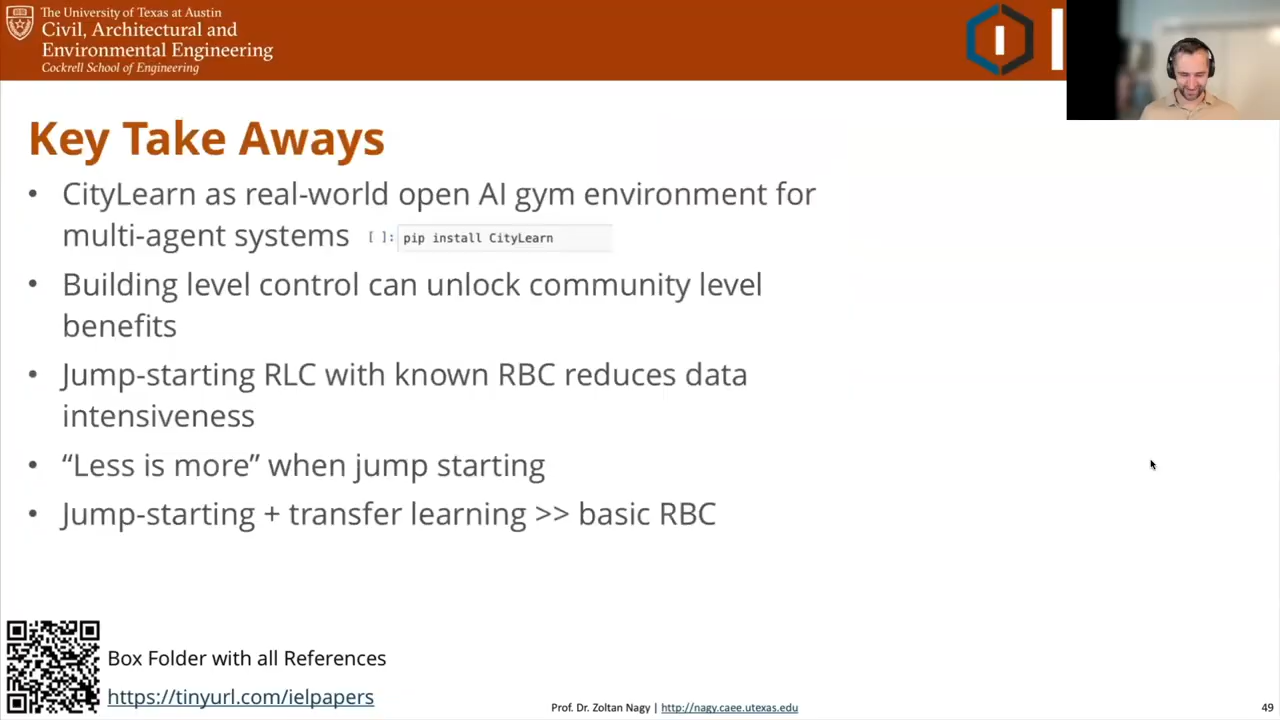 The University of Texas at Austin
Civil, Architectural and
Environmental Engineering
Cockrell School of Engineering
Key Take Aways
• CityLearn as real-world open AI gym environment for
multi-agent systems [ ]: pip install CityLearn
• Building level control can unlock community level
benefits
• Jump-starting RLC with known RBC reduces data
intensiveness
• “Less is more” when jump starting
• Jump-starting + transfer learning >> basic RBC
Box Folder with all References
https://tinyurl.com/ielpapers
Prof. Dr. Zoltan Nagy | http://nagy.caee.utexas.edu
49